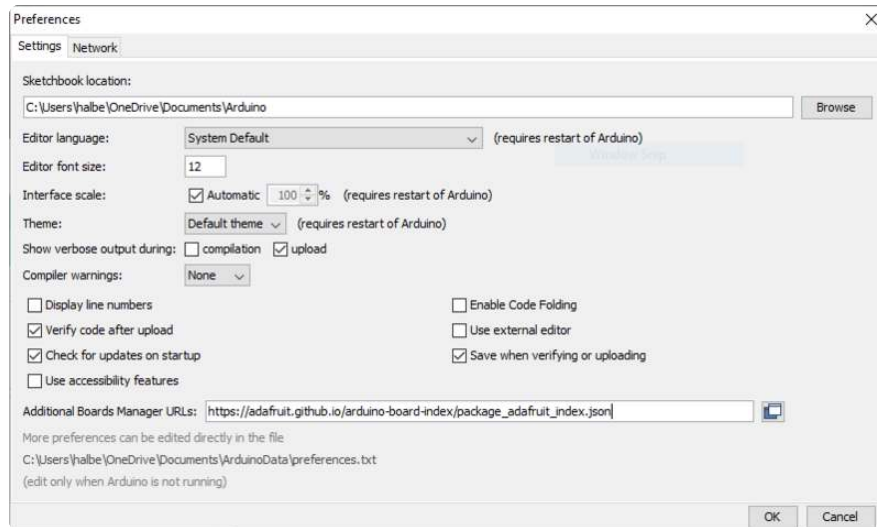 Preferences
Settings Network
Sketchbook location:
C:\Users\halbe\OneDrive\Documents\Arduino Browse
Editor language: System Default (requires restart of Arduino)
Window Snip
Editor font size: 12
Interface scale: Automatic 100 % (requires restart of Arduino)
Theme: Default theme (requires restart of Arduino)
Show verbose output during: compilation upload
Compiler warnings: None
Display line numbers Enable Code Folding
Verify code after upload Use external editor
Check for updates on startup Save when verifying or uploading
Use accessibility features
Additional Boards Manager URLs: https://adafruit.github.io/arduino-board-index/package_adafruit_index.json
More preferences can be edited directly in the file
C:\Users\halbe\OneDrive\Documents\ArduinoData\preferences.txt
(edit only when Arduino is not running)
OK Cancel